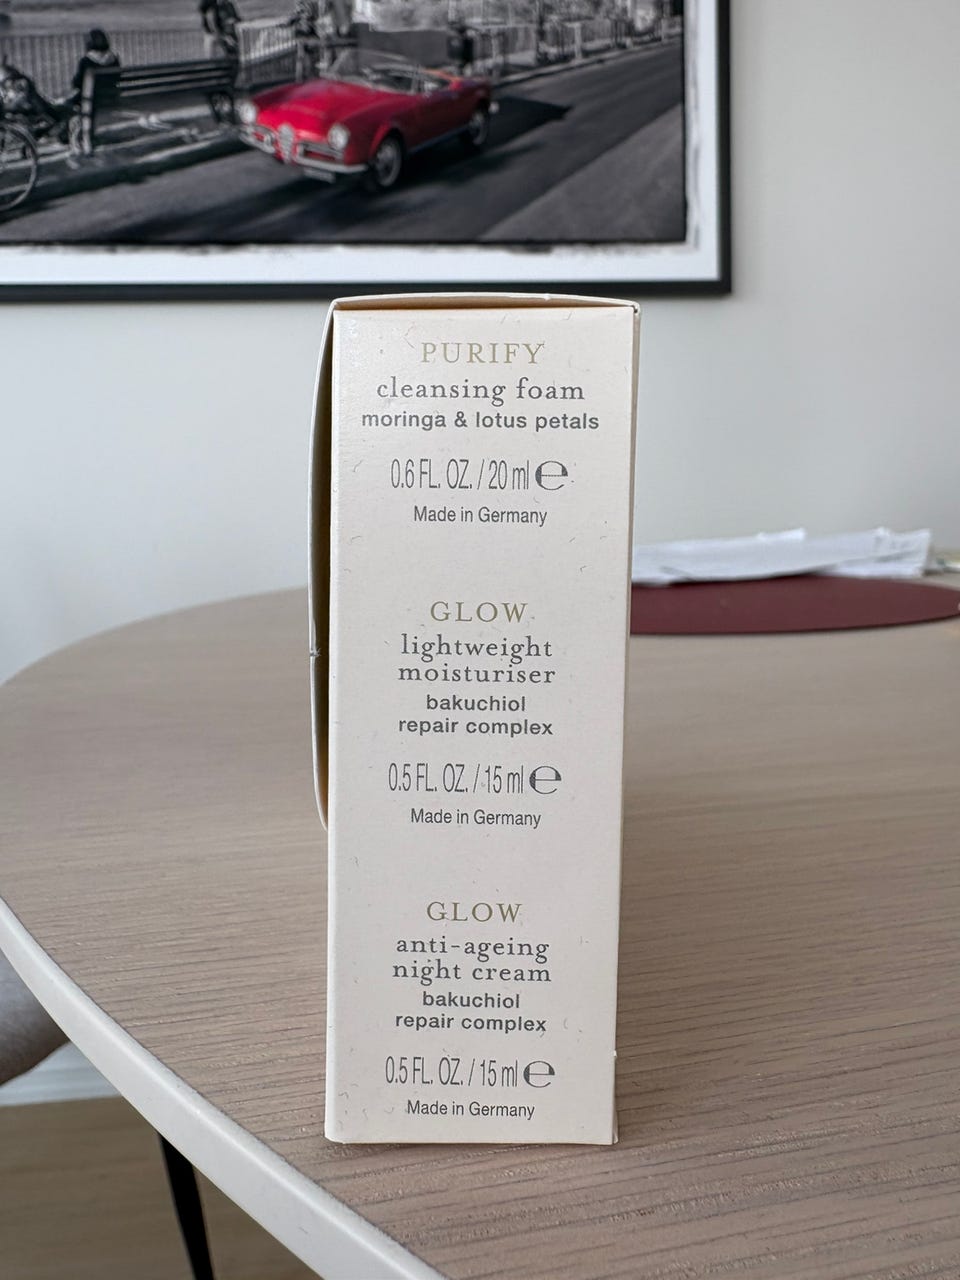 PURIFY
cleansing foam
moringa & lotus petals
0.6 FL. OZ. / 20 ml ℮
Made in Germany
GLOW
lightweight
moisturiser
bakuchiol
repair complex
0.5 FL. OZ. / 15 ml ℮
Made in Germany
GLOW
anti-ageing
night cream
bakuchiol
repair complex
0.5 FL. OZ. / 15 ml ℮
Made in Germany